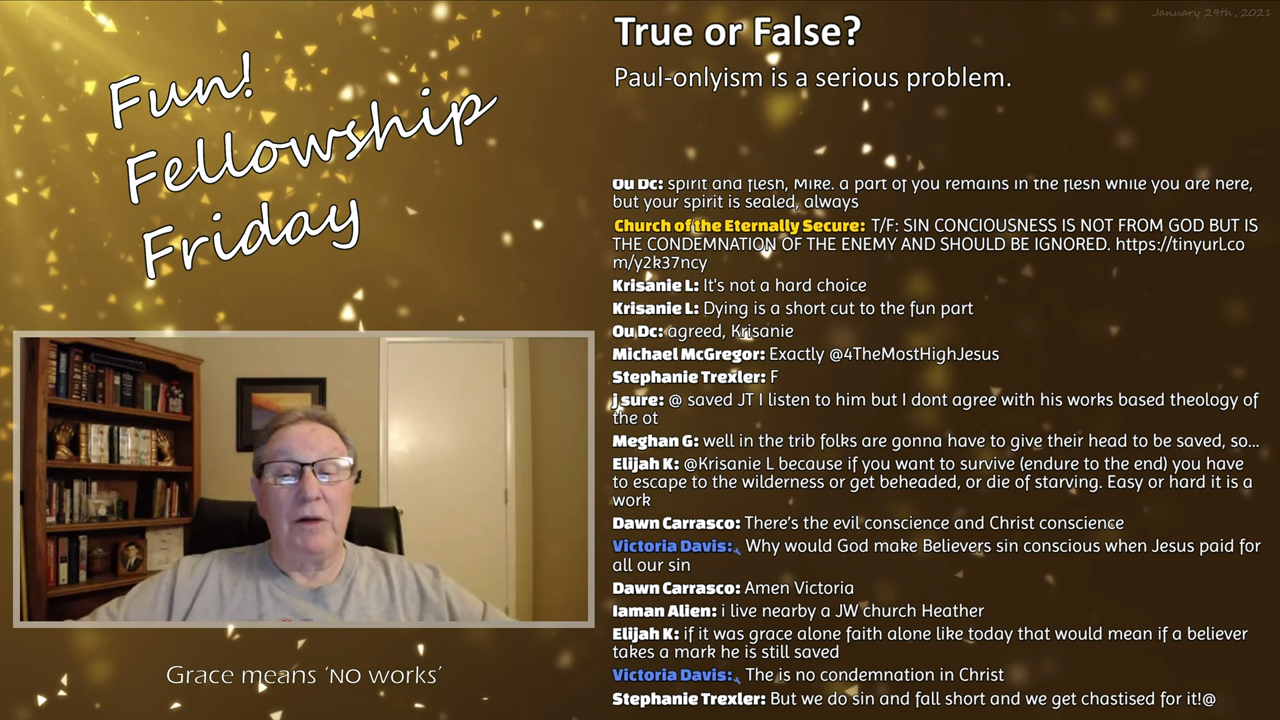 January 29th, 2021
Fun!
Fellowship
Friday
True or False?
Paul-onlyism is a serious problem.
Ou Dc: spirit and flesh, Mike. a part of you remains in the flesh while you are here,
but your spirit is sealed, always
Church of the Eternally Secure: T/F: SIN CONCIOUSNESS IS NOT FROM GOD BUT IS
THE CONDEMNATION OF THE ENEMY AND SHOULD BE IGNORED. https://tinyurl.co
m/y2k37ncy
Krisanie L: It's not a hard choice
Krisanie L: Dying is a short cut to the fun part
Ou Dc: agreed, Krisanie
Michael McGregor: Exactly @4TheMostHighJesus
Stephanie Trexler: F
j sure: @ saved JT I listen to him but I dont agree with his works based theology of
the ot
Meghan G: well in the trib folks are gonna have to give their head to be saved, so...
Elijah K: @Krisanie L because if you want to survive (endure to the end) you have
to escape to the wilderness or get beheaded, or die of starving. Easy or hard it is a
work
Dawn Carrasco: There's the evil conscience and Christ conscience
Victoria Davis: Why would God make Believers sin conscious when Jesus paid for
all our sin
Dawn Carrasco: Amen Victoria
Iaman Alien: i live nearby a JW church Heather
Elijah K: if it was grace alone faith alone like today that would mean if a believer
takes a mark he is still saved
Victoria Davis: The is no condemnation in Christ
Stephanie Trexler: But we do sin and fall short and we get chastised for it!@
Grace means ‘NO works’